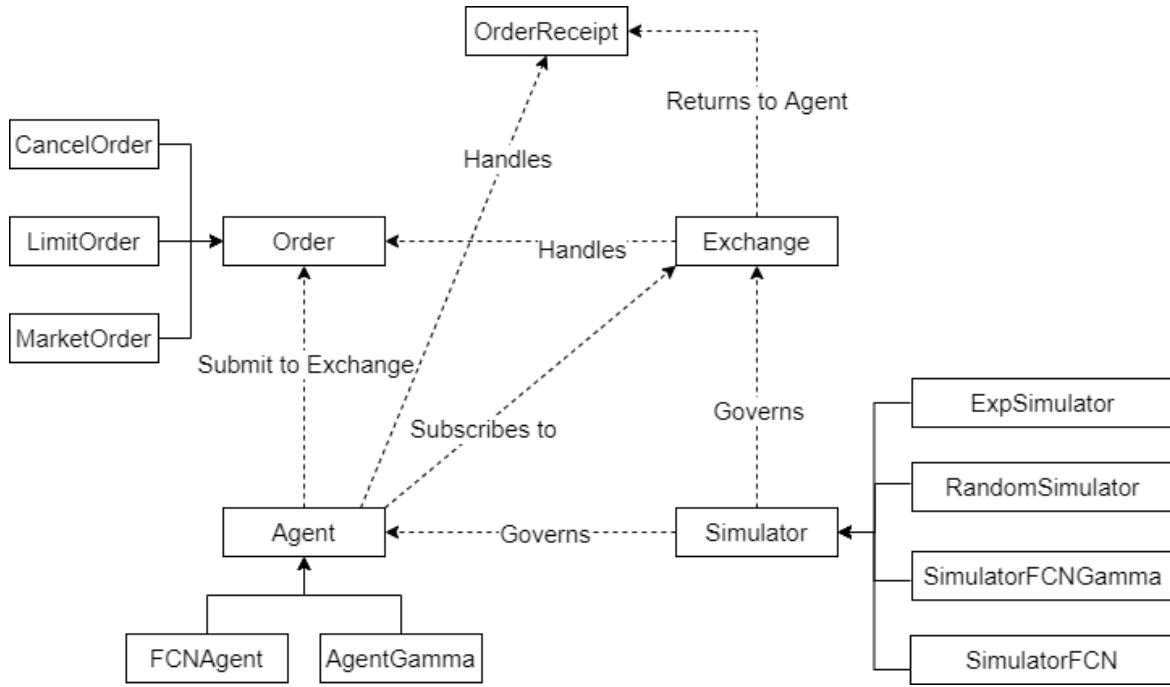 OrderReceipt
Returns to Agent
CancelOrder
Handles
LimitOrder
Order
Handles
Exchange
MarketOrder
Submit to Exchange
ExpSimulator
Governs
Subscribes to
RandomSimulator
Agent
Governs
Simulator
SimulatorFCNGamma
FCNAgent
AgentGamma
SimulatorFCN